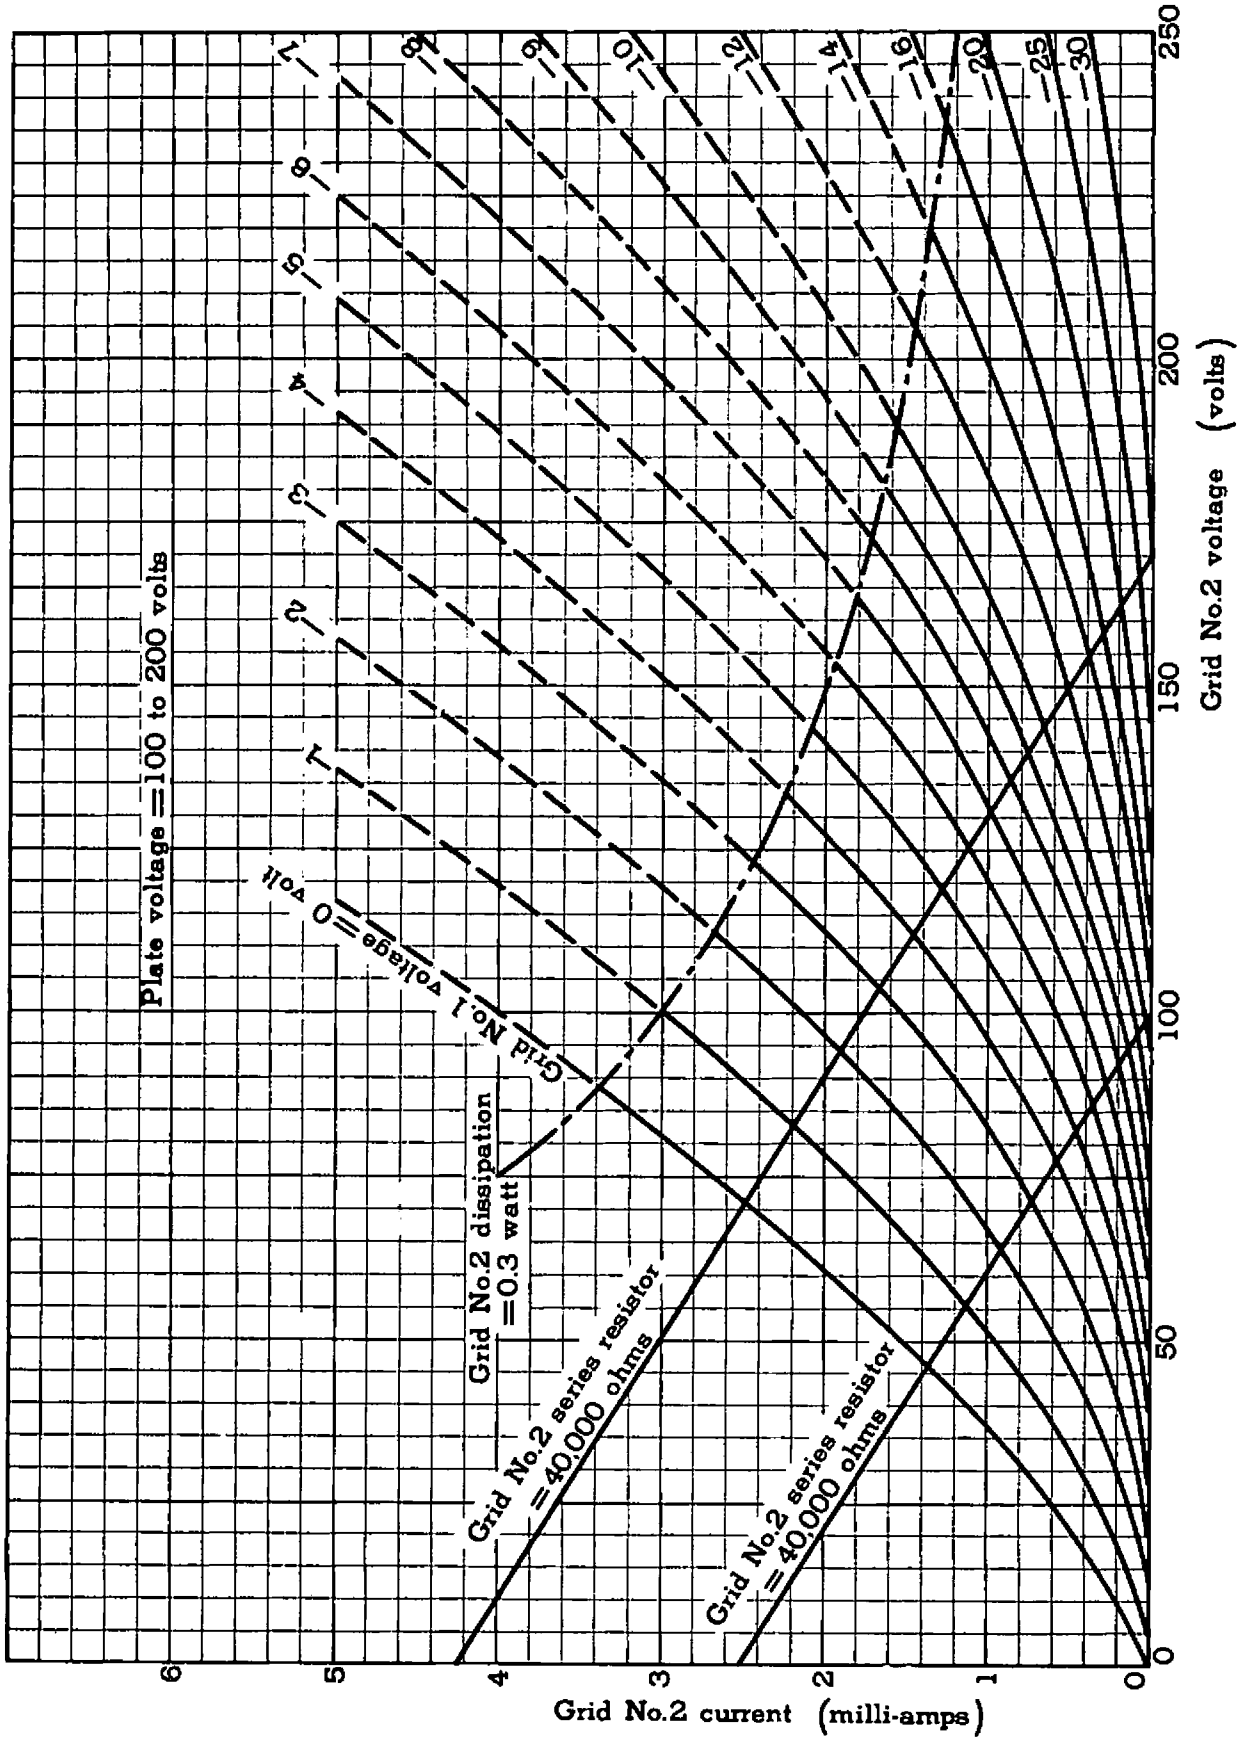 Plate voltage = 100 to 200 volts
Grid No.1 voltage = 0 volt
—1
—2
—3
—4
—5
—6
—7
—8
—9
—10
—12
—14
—16
—20
—25
—30
Grid No.2 dissipation
= 0.3 watt
Grid No.2 series resistor
= 40,000 ohms
Grid No.2 series resistor
= 40,000 ohms
6
5
4
3
2
1
0
Grid No.2 current (milli-amps)
0
50
100
150
200
250
Grid No.2 voltage (volts)